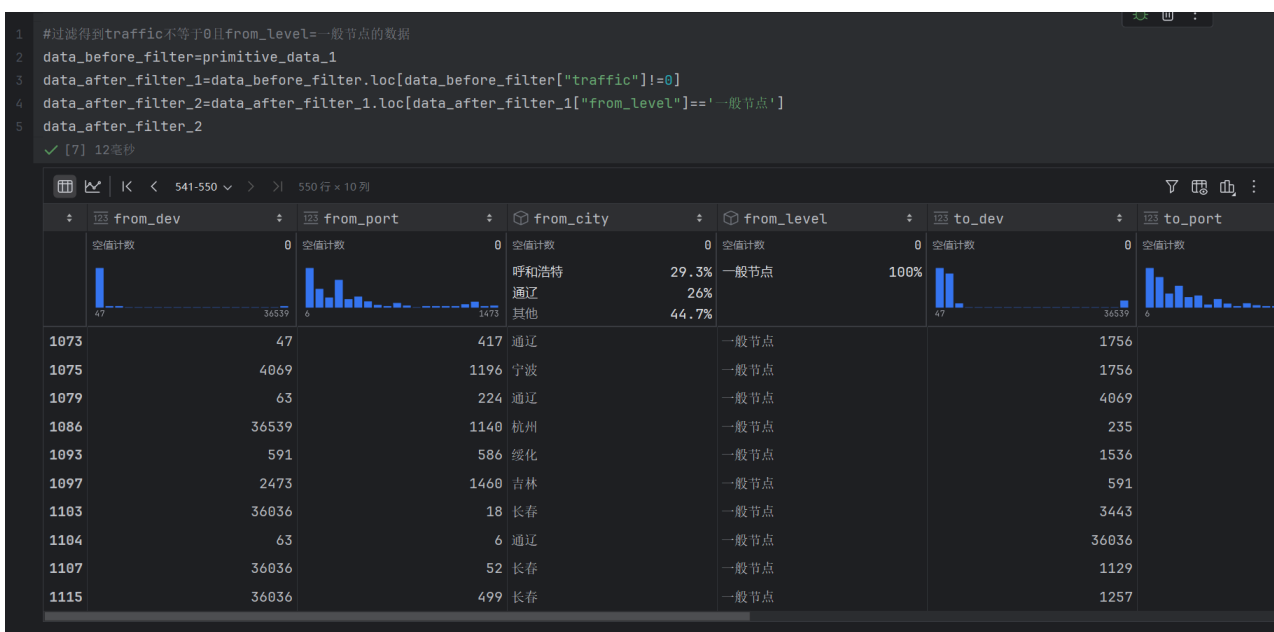 1 #过滤得到traffic不等于0且from_level=一般节点的数据
2 data_before_filter=primitive_data_1
3 data_after_filter_1=data_before_filter.loc[data_before_filter["traffic"]!=0]
4 data_after_filter_2=data_after_filter_1.loc[data_after_filter_1["from_level"]=='一般节点']
5 data_after_filter_2
[7] 12毫秒
541-550 550 行 × 10 列
123 from_dev 123 from_port from_city from_level 123 to_dev 123 to_port
空值计数 0 空值计数 0 空值计数 0 空值计数 0 空值计数 0 空值计数
呼和浩特 29.3% 一般节点 100%
通辽 26%
其他 44.7%
47 36539 6 1473 47 36539 6
1073 47 417 通辽 一般节点 1756
1075 4069 1196 宁波 一般节点 1756
1079 63 224 通辽 一般节点 4069
1086 36539 1140 杭州 一般节点 235
1093 591 586 绥化 一般节点 1536
1097 2473 1460 吉林 一般节点 591
1103 36036 18 长春 一般节点 3443
1104 63 6 通辽 一般节点 36036
1107 36036 52 长春 一般节点 1129
1115 36036 499 长春 一般节点 1257